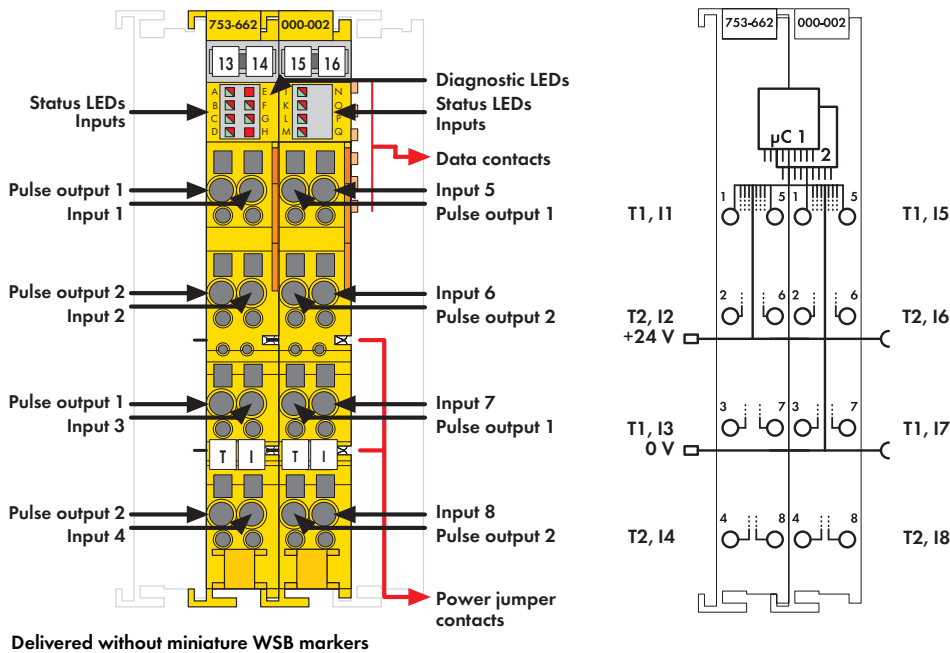 753-662 000-002
13 14 15 16
A E I N
B F K O
C G L P
D H M Q
Status LEDs
Inputs
Pulse output 1
Input 1
Pulse output 2
Input 2
Pulse output 1
Input 3
Pulse output 2
Input 4
T I T I
Diagnostic LEDs
Status LEDs
Inputs
Data contacts
Input 5
Pulse output 1
Input 6
Pulse output 2
Input 7
Pulse output 1
Input 8
Pulse output 2
Power jumper
contacts
Delivered without miniature WSB markers
753-662 000-002
µC 1
2
1 5 1 5
T1, I1 T1, I5
2 6 2 6
T2, I2 T2, I6
+24 V
3 7 3 7
T1, I3 T1, I7
0 V
4 8 4 8
T2, I4 T2, I8